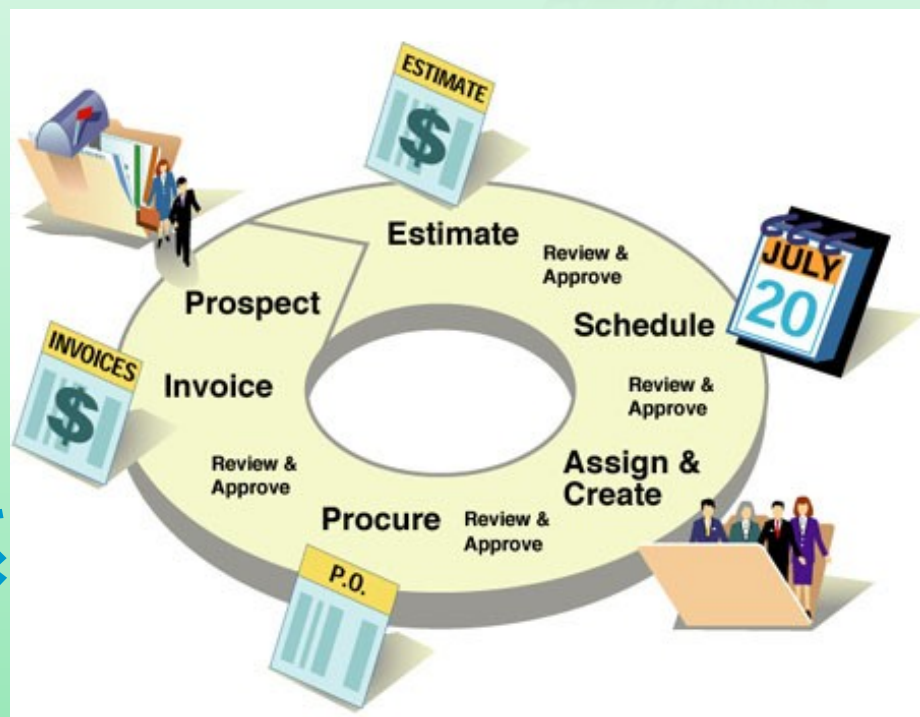 ESTIMATE
$
Estimate
Review &
Approve
JULY
20
Schedule
Review &
Approve
Assign &
Create
Review &
Approve
Procure
P.O.
Review &
Approve
INVOICES
$
Invoice
Prospect